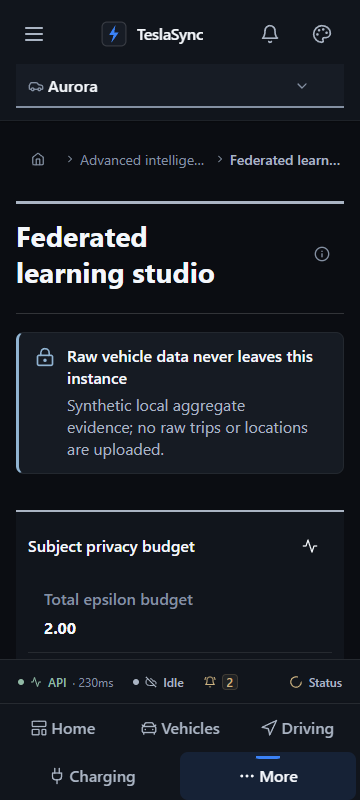 TeslaSync
Aurora
Advanced intellige... Federated learn...
Federated
learning studio
Raw vehicle data never leaves this
instance
Synthetic local aggregate
evidence; no raw trips or locations
are uploaded.
Subject privacy budget
Total epsilon budget
2.00
API · 230ms Idle 2 Status
Home Vehicles Driving
Charging ··· More